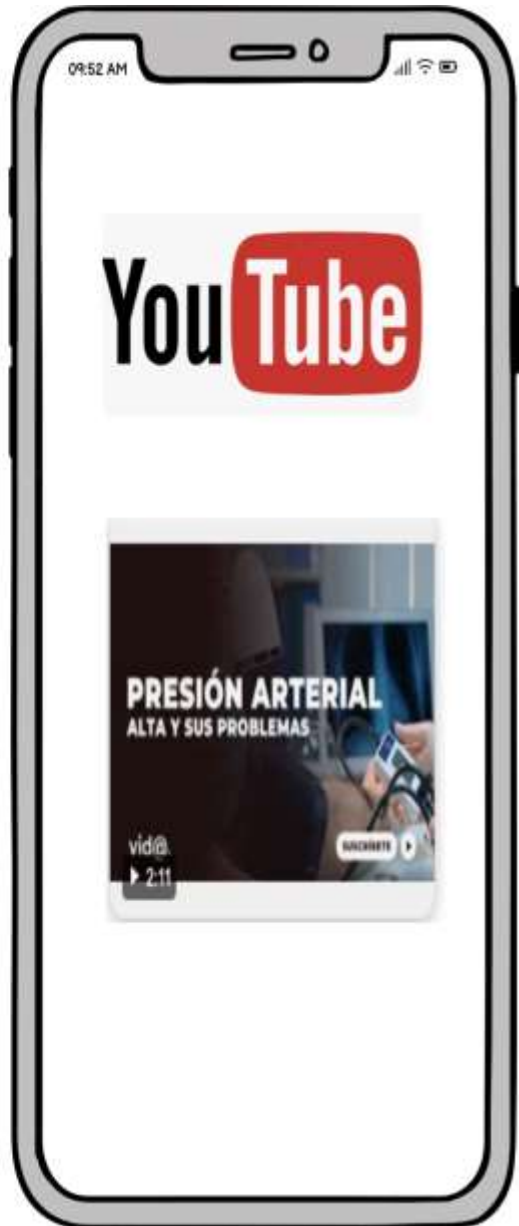 09:52 AM
YouTube
PRESIÓN ARTERIAL
ALTA Y SUS PROBLEMAS
vid@
SUSCRÍBETE
2:11